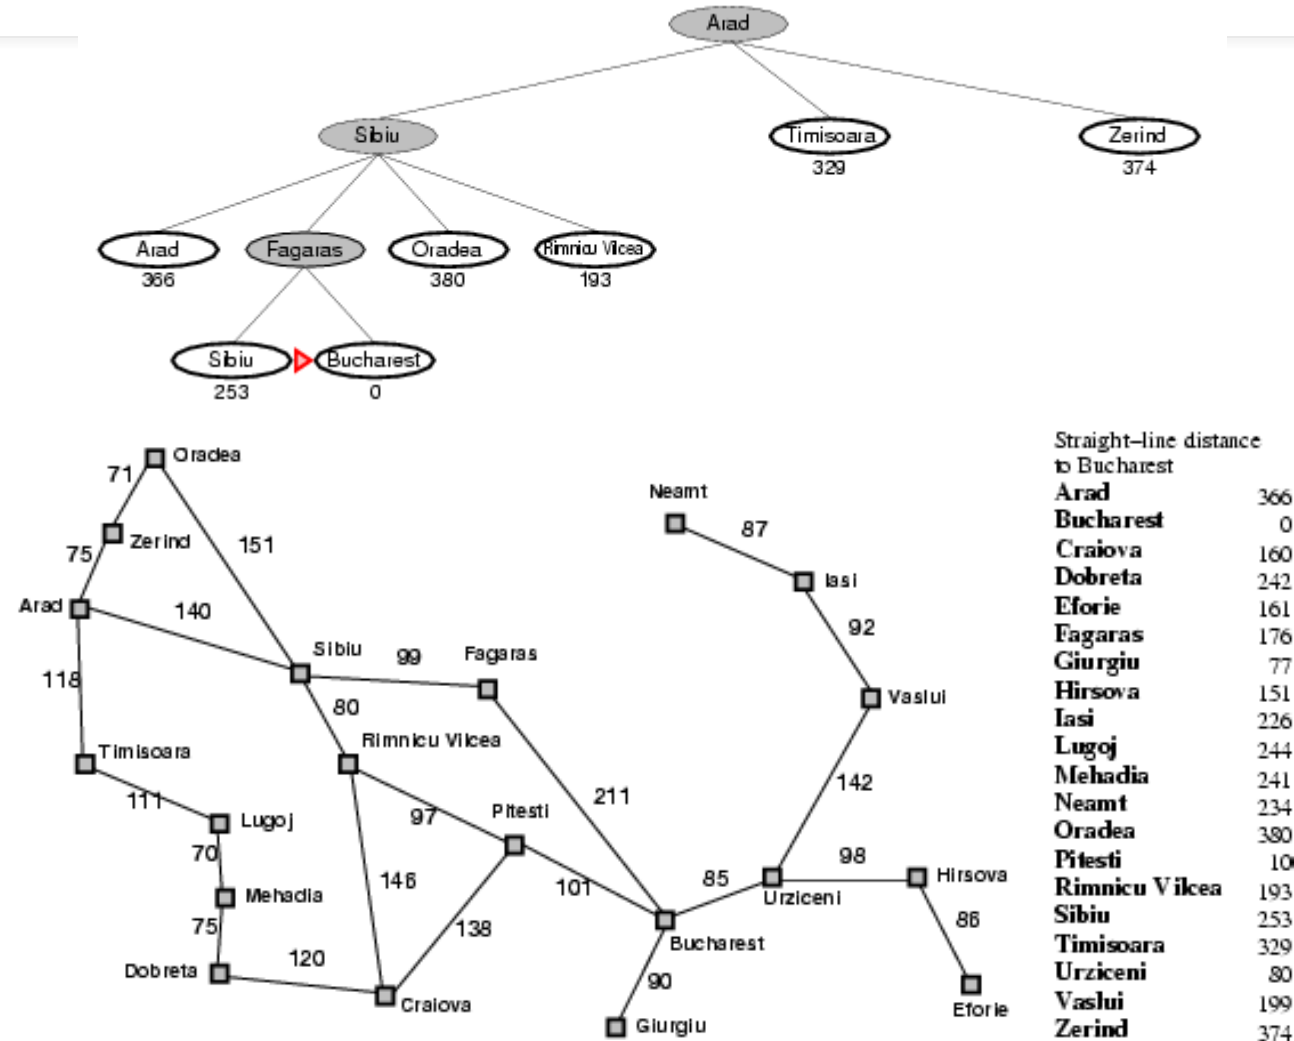 Arad
Sibiu
Timisoara
Zerind
329
374
Arad
Fagaras
Oradea
Rimnicu Vilcea
366
380
193
Sibiu
Bucharest
253
0
Straight–line distance
to Bucharest
Arad 366
Bucharest 0
Craiova 160
Dobreta 242
Eforie 161
Fagaras 176
Giurgiu 77
Hirsova 151
Iasi 226
Lugoj 244
Mehadia 241
Neamt 234
Oradea 380
Pitesti 10
Rimnicu Vilcea 193
Sibiu 253
Timisoara 329
Urziceni 80
Vaslui 199
Zerind 374
Oradea
71
Neamt
87
Zerind
151
75
Iasi
Arad
140
92
Sibiu
99
Fagaras
118
80
Vaslui
Rimnicu Vilcea
Timisoara
142
111
211
Pitesti
Lugoj
97
70
98
146
85
Hirsova
101
Mehadia
Urziceni
86
75
138
Bucharest
120
Dobreta
90
Craiova
Eforie
Giurgiu